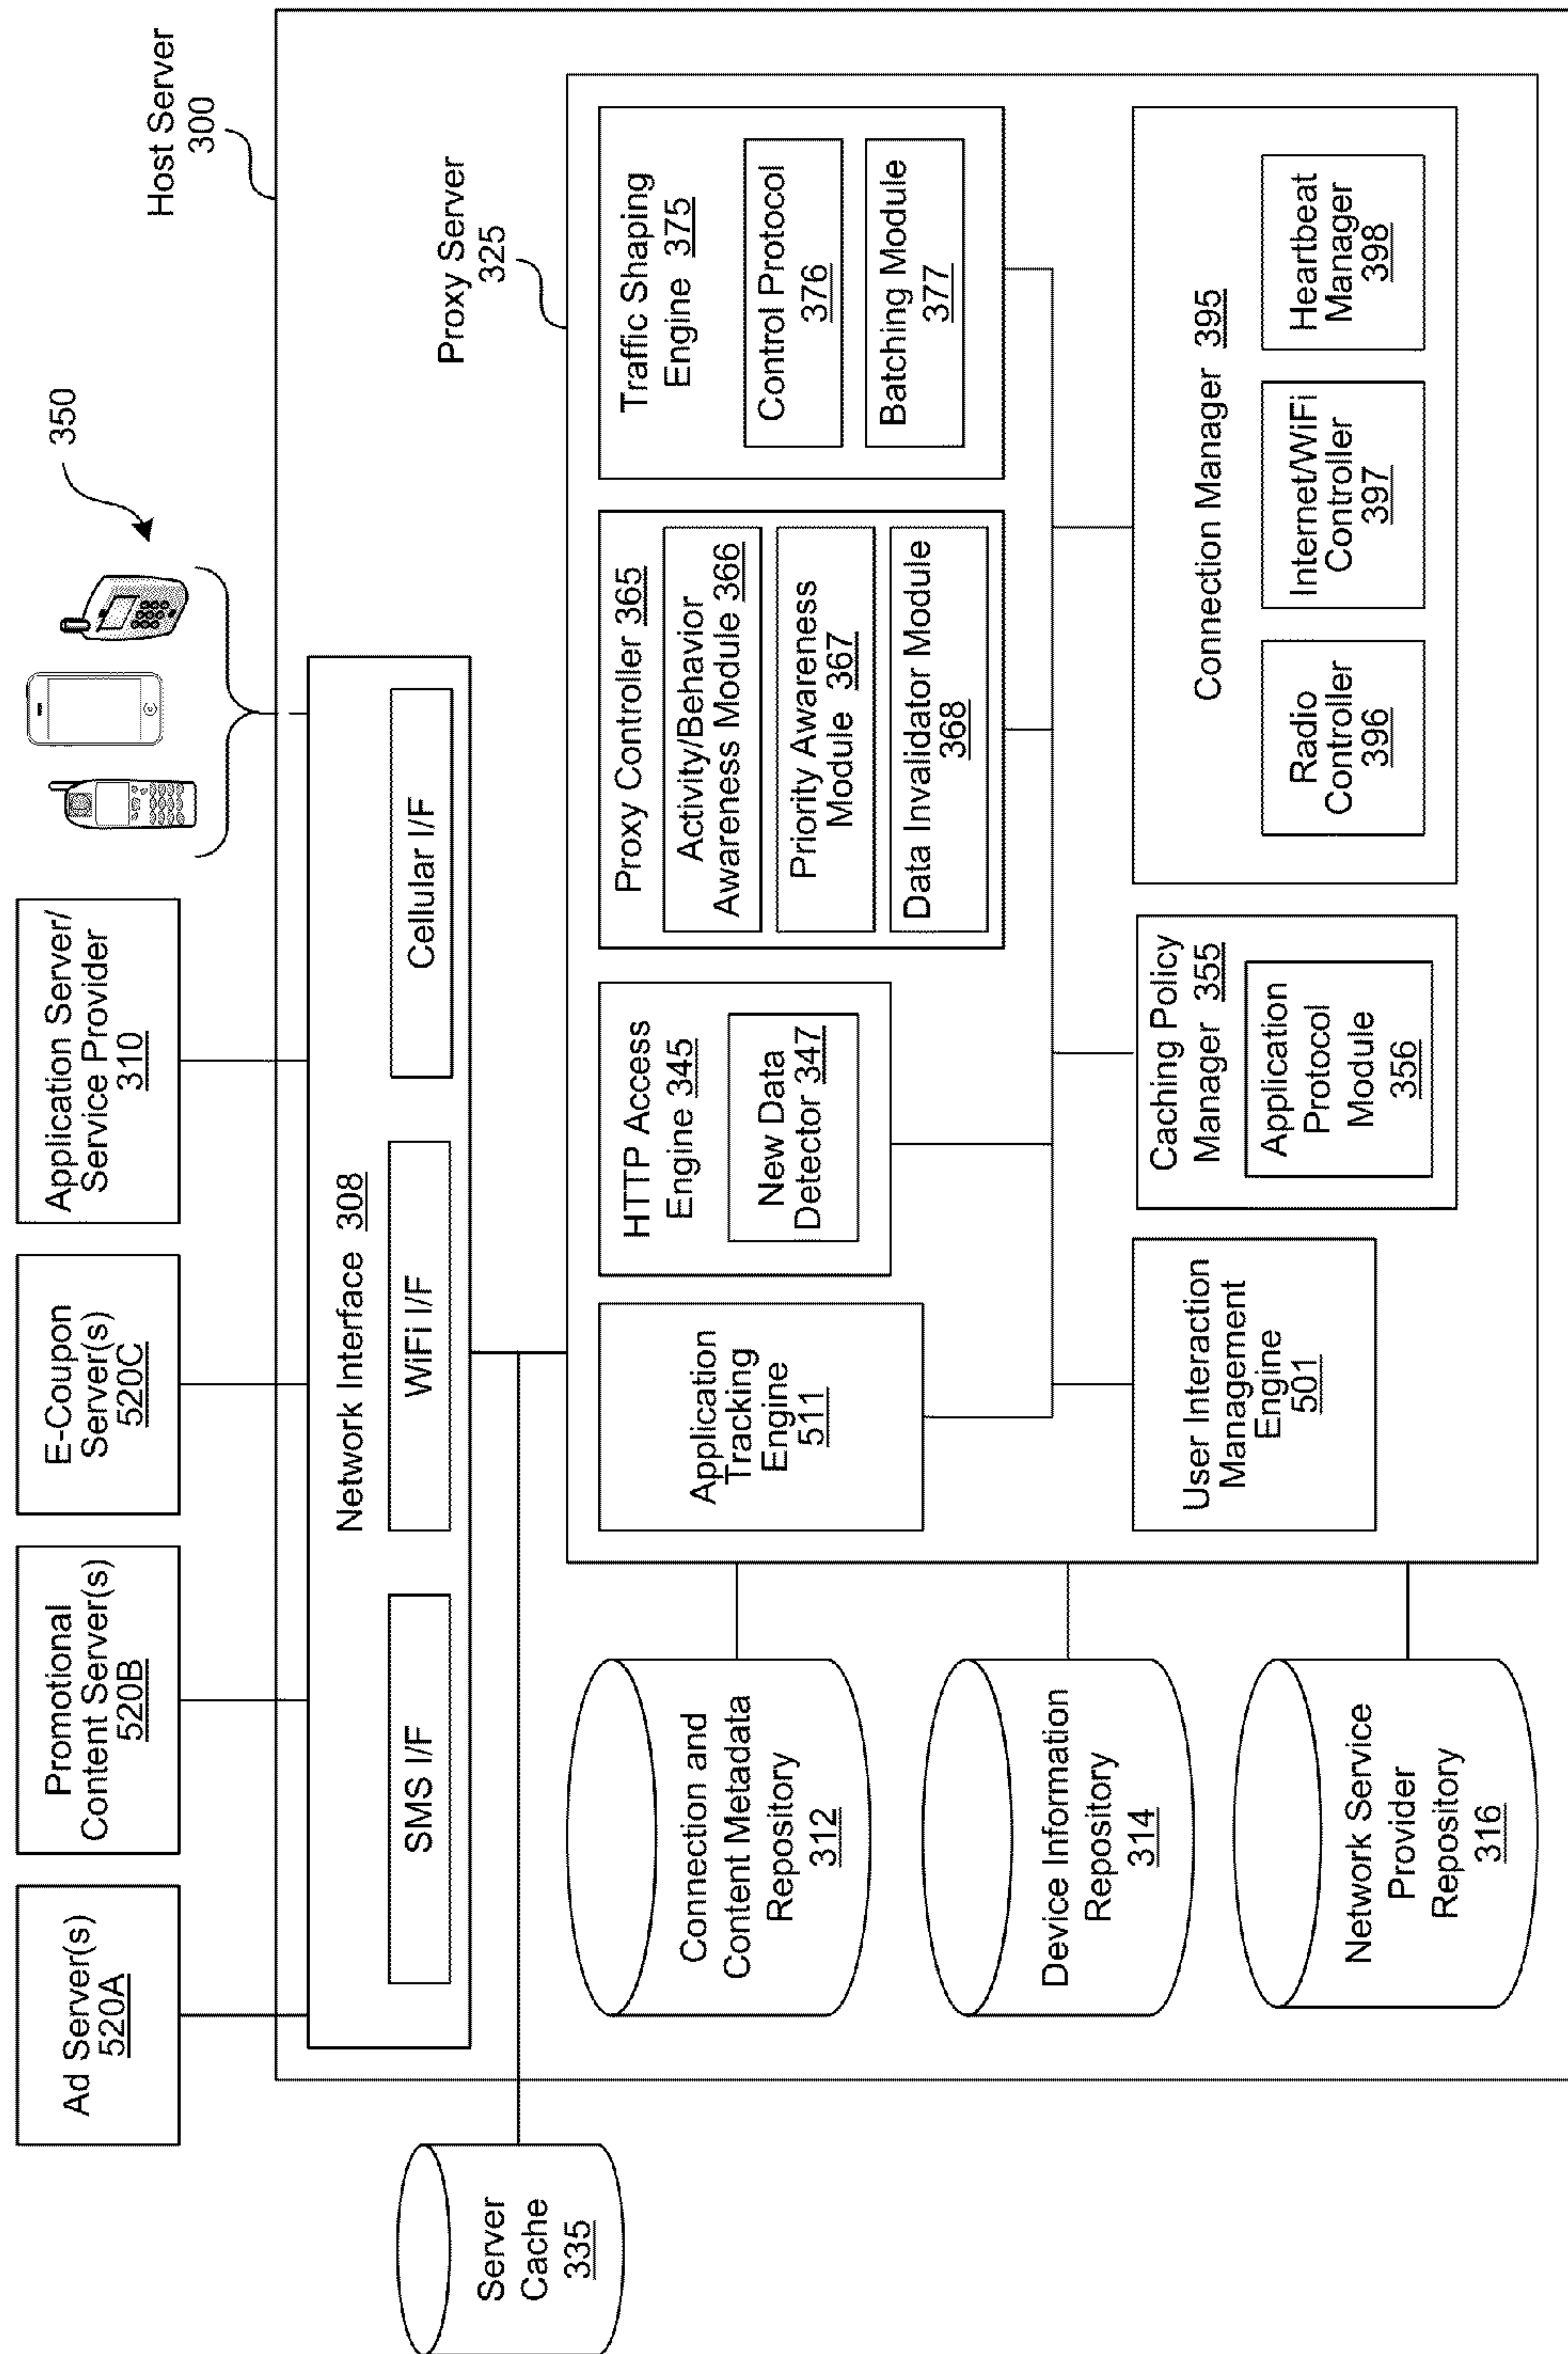 Ad Server(s)
520A
Promotional
Content Server(s)
520B
E-Coupon
Server(s)
520C
Application Server/
Service Provider
310
350
Host Server
300
Network Interface 308
SMS I/F
WiFi I/F
Cellular I/F
Server
Cache
335
Proxy Server
325
Connection and
Content Metadata
Repository
312
Device Information
Repository
314
Network Service
Provider
Repository
316
Application
Tracking
Engine
511
HTTP Access
Engine 345
New Data
Detector 347
Proxy Controller 365
Activity/Behavior
Awareness Module 366
Priority Awareness
Module 367
Data Invalidator Module
368
Traffic Shaping
Engine 375
Control Protocol
376
Batching Module
377
User Interaction
Management
Engine
501
Caching Policy
Manager 355
Application
Protocol
Module
356
Connection Manager 395
Radio
Controller
396
Internet/WiFi
Controller
397
Heartbeat
Manager
398